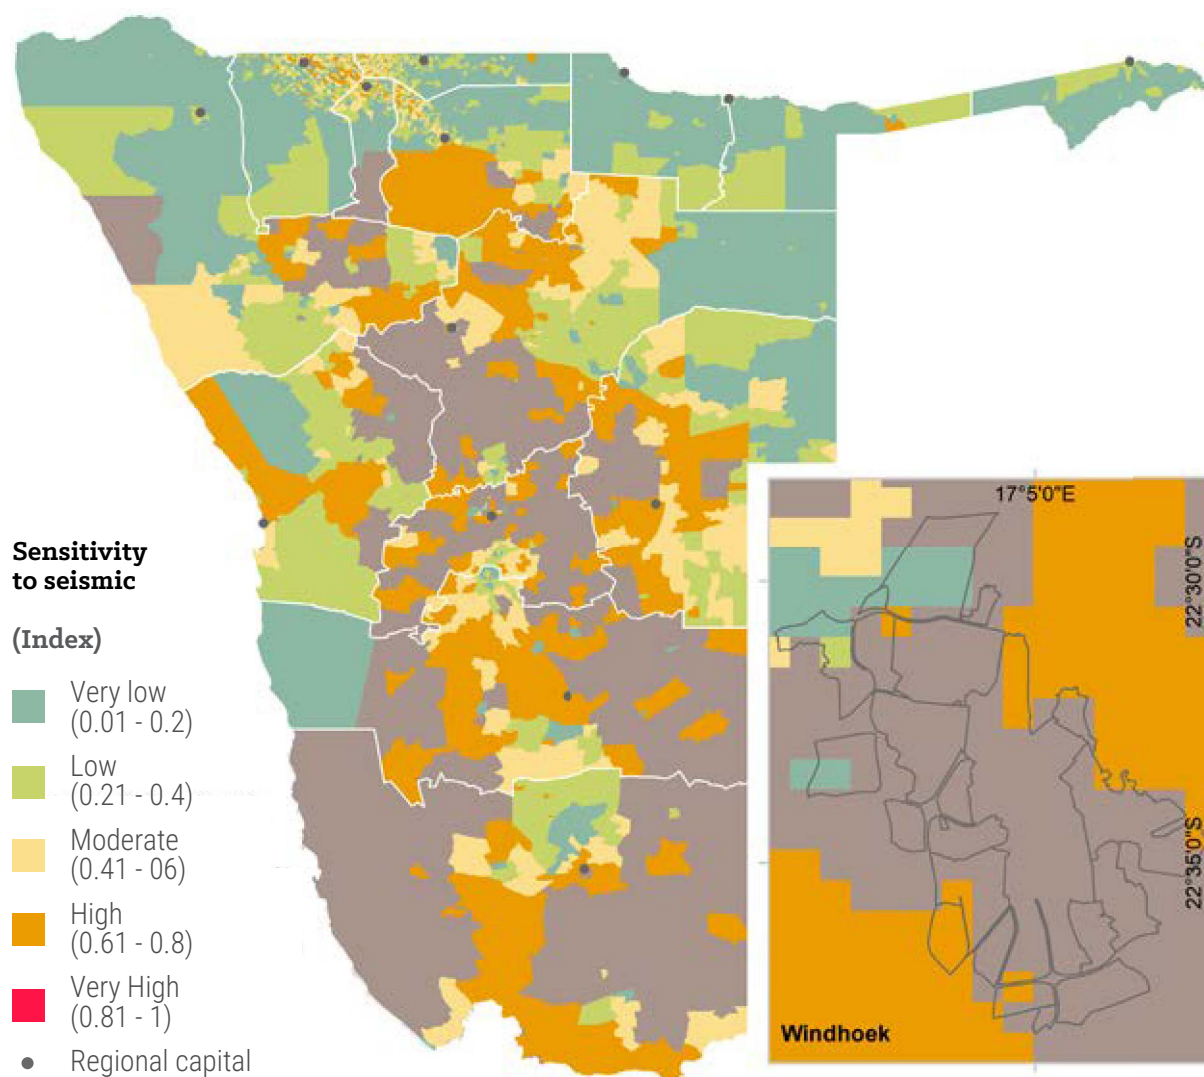 Sensitivity
to seismic
(Index)
Very low
(0.01 - 0.2)
Low
(0.21 - 0.4)
Moderate
(0.41 - 06)
High
(0.61 - 0.8)
Very High
(0.81 - 1)
Regional capital
17°5'0"E
22°30'0"S
22°35'0"S
Windhoek